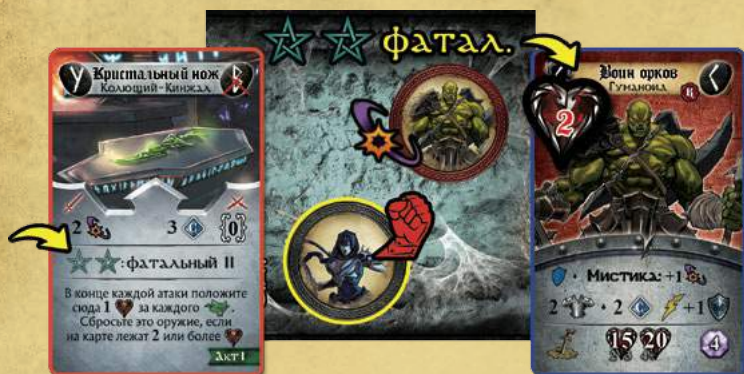 фатал.
У Кристальный нож
Колющий-Кинжал
2 3 0
: фатальный II
В конце каждой атаки положите
сюда 1 за каждого .
Сбросьте это оружие, если
на карте лежат 2 или более
Акт I
2
Воин орков
Гуманоид
Мистика: +1
2 · 2 +1
15 20 4